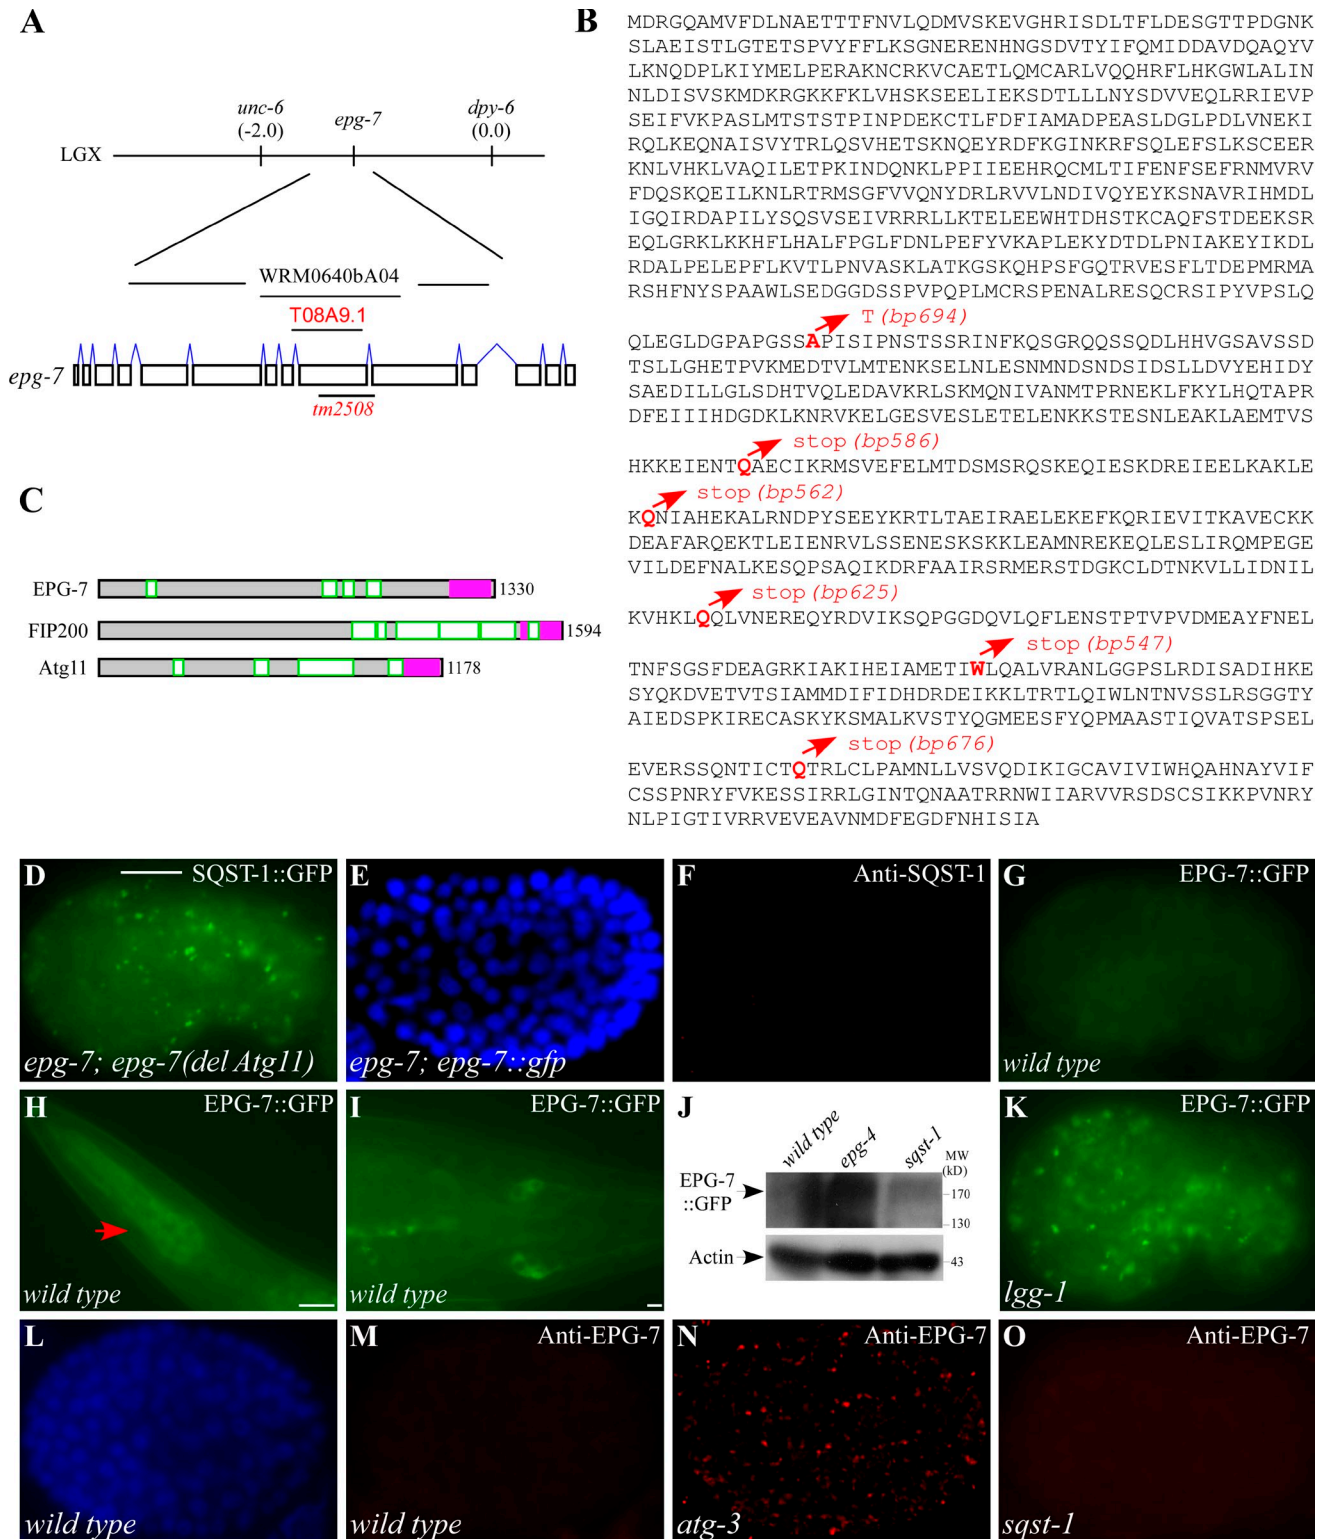 A
unc-6
(-2.0)
epg-7
dpy-6
(0.0)
LGX
WRM0640bA04
T08A9.1
epg-7
tm2508
B
MDRGQAMVFDLNAETTTFNVLQDMVSKEVGHRISDLTFLDESGTTPDGNK
SLAEISTLGTETSPVYFFLKSGNERENHNGSDVTYIFQMIDDAVDQAQYV
LKNQDPLKIYMELPERAKNCRKVCAETLQMCARLVQQHRFLHKGWLALIN
NLDISVSKMDKRGKKFKLVHSKSEELIEKSDTLLLNYSDVVEQLRRIEVP
SEIFVKPASLMTSTSTPINPDEKCTLFDFIAMADPEASLDGLPDLVNEKI
RQLKEQNAISVYTRLQSVHETSKNQEYRDFKGINKRFSQLEFSLKSCEER
KNLVHKLVAQILETPKINDQNKLPPIIEEHRQCMLTIFENFSEFRNMVRV
FDQSKQEILKNLRTRMSGFVVQNYDRLRVVLNDIVQYEYKSNAVRIHMDL
IGQIRDAPILYSQSVSEIVRRRLLKTELEEWHTDHSTKCAQFSTDEEKSR
EQLGRKLKKHFLHALFPGLFDNLPEFYVKAPLEKYDTDLPNIAKEYIKDL
RDALPELEPFLKVTLPNVASKLATKGSKQHPSFGQTRVESFLTDEPMRMA
RSHFNYSPAAWLSEDGGDSSPVPQPLMCRSPENALRESQCRSIPYVPSLQ
T (bp694)
QLEGLDGPAPGSSAPISIPNSTSSRINFKQSGRQQSSQDLHHVGSAVSSD
TSLLGHETPVKMEDTVLMTENKSELNLESNMNDSNDSIDSLLDVYEHIDY
SAEDILLGLSDHTVQLEDAVKRLSKMQNIVANMTPRNEKLFKYLHQTAPR
DFEIIIHDGDKLKNRVKELGESVESLETELENKKSTESNLEAKLAEMTVS
stop (bp586)
HKKEIENTQAECIKRMSVEFELMTDSMSRQSKEQIESKDREIEELKAKLE
stop (bp562)
KQNIAHEKALRNDPYSEEYKRTLTAEIRAELEKEFKQRIEVITKAVECKK
DEAFARQEKTLEIENRVLSSENESKSKKLEAMNREKEQLESLIRQMPEGE
VILDEFNALKESQPSAQIKDRFAAIRSRMERSTDGKCLDTNKVLLIDNIL
stop (bp625)
KVHKLQQLVNEREQYRDVIKSQPGGDQVLQFLENSTPTVPVDMEAYFNEL
stop (bp547)
TNFSGSFDEAGRKIAKIHEIAMETIWLQALVRANLGGPSLRDISADIHKE
SYQKDVETVTSIAMMDIFIDHDRDEIKKLTRTLQIWLNTNVSSLRSGGTY
AIEDSPKIRECASKYKSMALKVSTYQGMEESFYQPMAASTIQVATSPSEL
stop (bp676)
EVERSSQNTICTQTRLCLPAMNLLVSVQDIKIGCAVIVIWHQAHNAYVIF
CSSPNRYFVKESSIRRLGINTQNAATRRNWIIARVVRSDSCSIKKPVNRY
NLPIGTIVRRVEVEAVNMDFEGDFNHISIA
C
EPG-7
1330
FIP200
1594
Atg11
1178
D
SQST-1::GFP
epg-7; epg-7(del Atg11)
E
epg-7; epg-7::gfp
F
Anti-SQST-1
G
EPG-7::GFP
wild type
H
EPG-7::GFP
wild type
I
EPG-7::GFP
wild type
J
wild type
epg-4
sqst-1
MW
(kD)
EPG-7
::GFP
170
130
Actin
43
K
EPG-7::GFP
lgg-1
L
wild type
M
Anti-EPG-7
wild type
N
Anti-EPG-7
atg-3
O
Anti-EPG-7
sqst-1